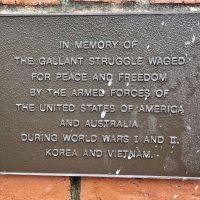 IN MEMORY OF
THE GALLANT STRUGGLE WAGED
FOR PEACE AND FREEDOM
BY THE ARMED FORCES OF
THE UNITED STATES OF AMERICA
AND AUSTRALIA
DURING WORLD WARS I AND II,
KOREA AND VIETNAM.